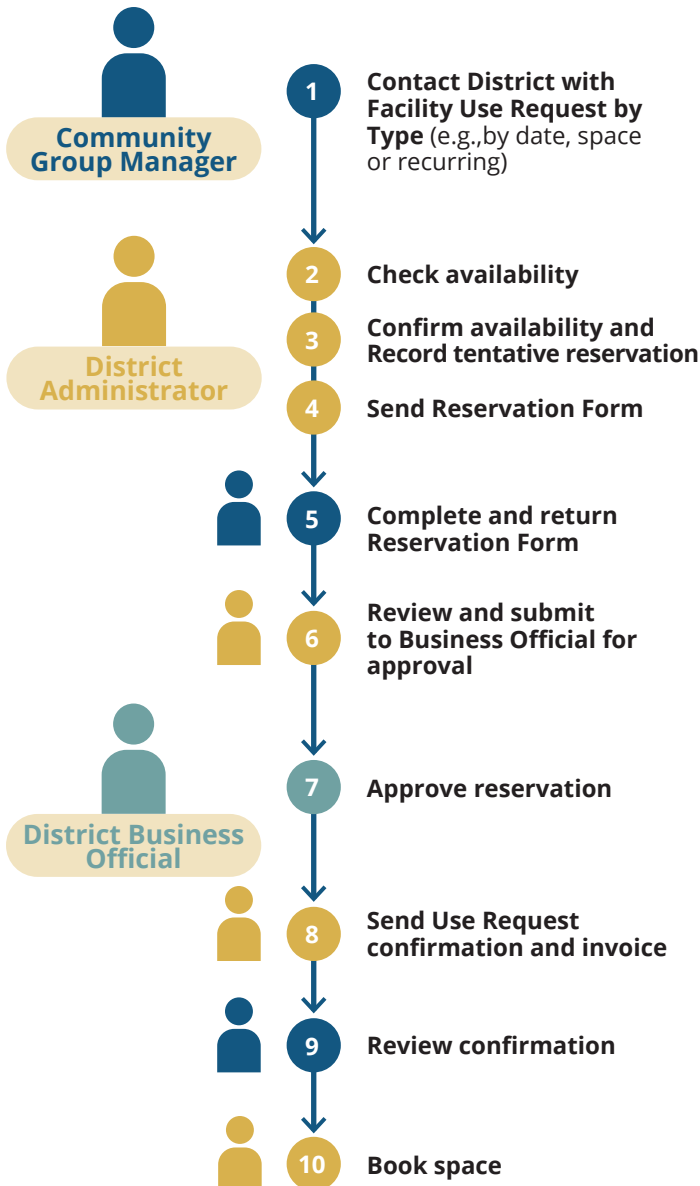 Community
Group Manager
1
Contact District with
Facility Use Request by
Type (e.g.,by date, space
or recurring)
District
Administrator
2
Check availability
3
Confirm availability and
Record tentative reservation
4
Send Reservation Form
5
Complete and return
Reservation Form
6
Review and submit
to Business Official for
approval
District Business
Official
7
Approve reservation
8
Send Use Request
confirmation and invoice
9
Review confirmation
10
Book space